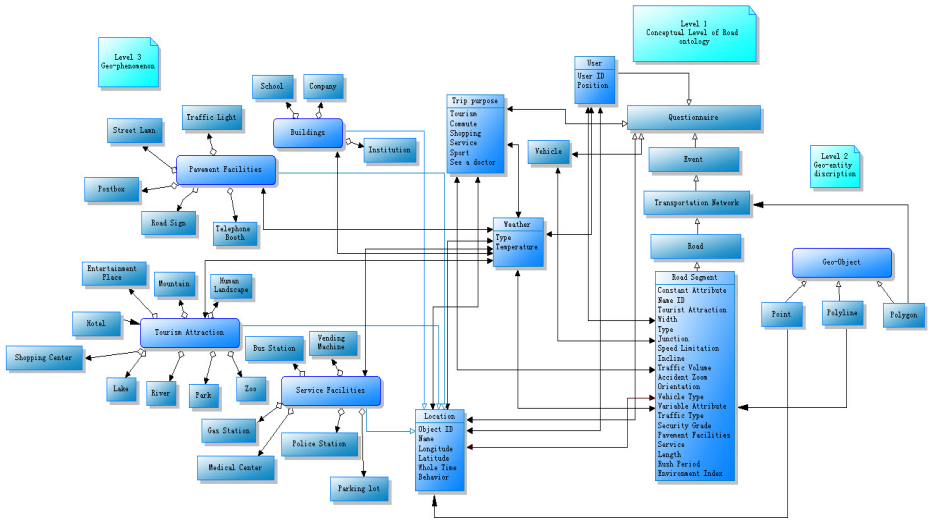 Level 1
Conceptual Level of Road
ontology
Level 3
Geo-phenomenon
User
User ID
Position
School
Company
Trip purpose
Tourism
Commute
Shopping
Service
Sport
See a doctor
Traffic Light
Questionnaire
Street Lamn
Buildings
Institution
Vehicle
Event
Level 2
Geo-entity
discription
Pavement Facilities
Postbox
Transportation Network
Road Sign
Telephone
Booth
Weather
Type
Temperature
Road
Geo-Object
Entertainment
Place
Mountain
Human
Landscape
Road Segment
Constant Attribute
Name ID
Tourist Attraction
Width
Type
Junction
Speed Limitation
Incline
Traffic Volume
Accident Zoom
Orientation
Vehicle Type
Variable Attribute
Traffic Type
Security Grade
Pavement Facilities
Service
Length
Rush Period
Environment Index
Point
Polyline
Polygon
Hotel
Tourism Attraction
Shopping Center
Bus Station
Vending
Machine
Lake
River
Park
Zoo
Service Facilities
Location
Object ID
Name
Longitude
Latitude
Whole Time
Behavior
Gas Station
Police Station
Medical Center
Parking lot